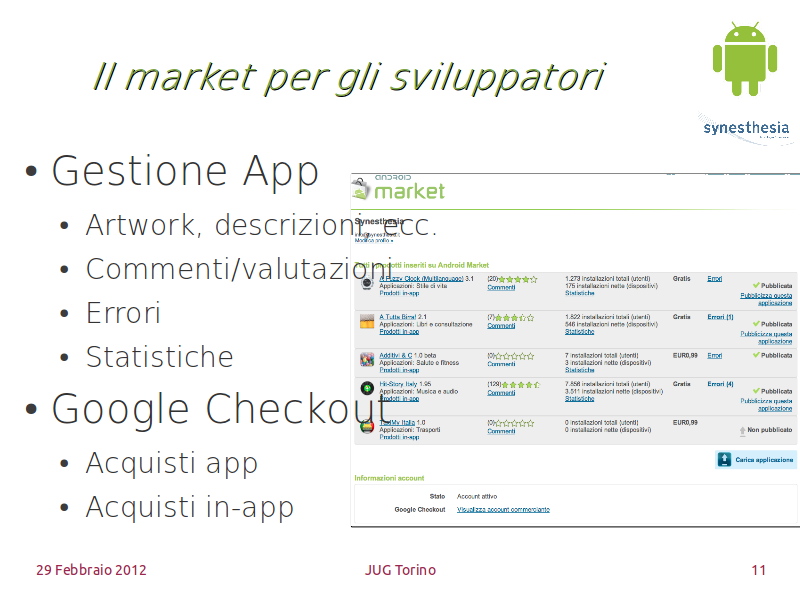 Il market per gli sviluppatori
synesthesia
• Gestione App
• Artwork, descrizioni, ecc.
• Commenti/valutazioni
• Errori
• Statistiche
• Google Checkout
• Acquisti app
• Acquisti in-app
ANDROID
market
Synesthesia
Modifica profilo »
Tutti i prodotti inseriti su Android Market
A Fuzzy Clock (Multilanguage) 3.1 (20) 1.273 installazioni totali (utenti) Gratis Errori
Applicazioni: Stile di vita Commenti 175 installazioni nette (dispositivi) Pubblicata
Prodotti in-app Statistiche Pubblicizza questa applicazione
A Tutta Birra! 2.1 (7) 1.822 installazioni totali (utenti) Gratis Errori (1)
Applicazioni: Libri e consultazione Commenti 546 installazioni nette (dispositivi) Pubblicata
Prodotti in-app Statistiche Pubblicizza questa applicazione
Additivi & C 1.0 beta (0) 7 installazioni totali (utenti) EUR0,99 Errori Pubblicata
Applicazioni: Salute e fitness Commenti 3 installazioni nette (dispositivi)
Prodotti in-app Statistiche
Hit-Story Italy 1.95 (129) 7.856 installazioni totali (utenti) Gratis Errori (4)
Applicazioni: Musica e audio Commenti 3.511 installazioni nette (dispositivi) Pubblicata
Prodotti in-app Statistiche Pubblicizza questa applicazione
Italia 1.0 (0) 0 installazioni totali (utenti) EUR0,99
Applicazioni: Trasporti Commenti 0 installazioni nette (dispositivi) Non pubblicato
Prodotti in-app
Carica applicazione
Informazioni account
Stato Account attivo
Google Checkout Visualizza account commerciante
29 Febbraio 2012
JUG Torino
11